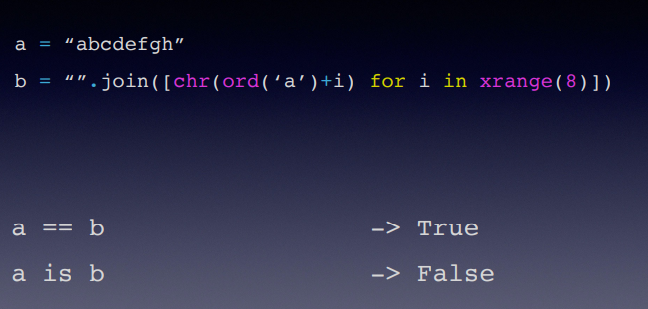 a = “abcdefgh”
b = “”.join([chr(ord(‘a’)+i) for i in xrange(8)])
a == b -> True
a is b -> False